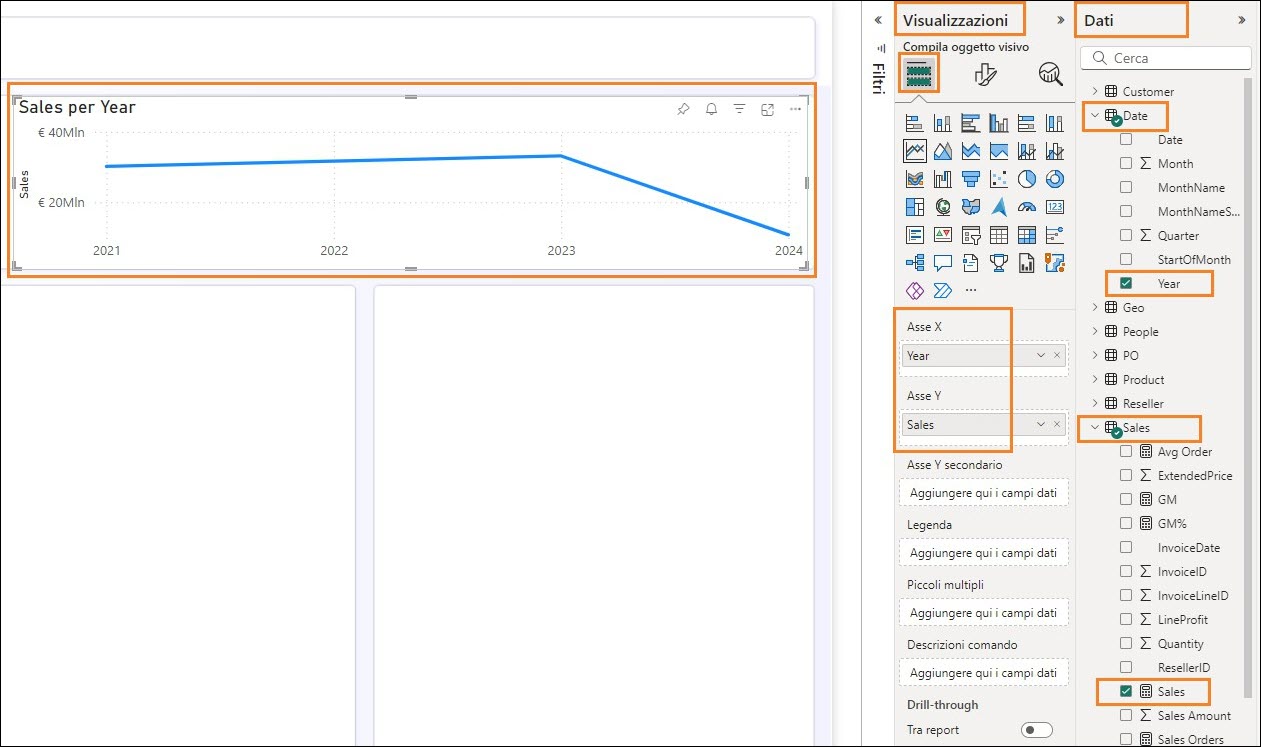 Sales per Year
€ 40Mln
Sales
€ 20Mln
2021
2022
2023
2024
Filtri
Visualizzazioni
Compila oggetto visivo
123
Asse X
Year
Asse Y
Sales
Asse Y secondario
Aggiungere qui i campi dati
Legenda
Aggiungere qui i campi dati
Piccoli multipli
Aggiungere qui i campi dati
Descrizioni comando
Aggiungere qui i campi dati
Drill-through
Tra report
Dati
Cerca
Customer
Date
Date
Month
MonthName
MonthNameS...
Quarter
StartOfMonth
Year
Geo
People
PO
Product
Reseller
Sales
Avg Order
ExtendedPrice
GM
GM%
InvoiceDate
InvoiceID
InvoiceLineID
LineProfit
Quantity
ResellerID
Sales
Sales Amount
Sales Orders